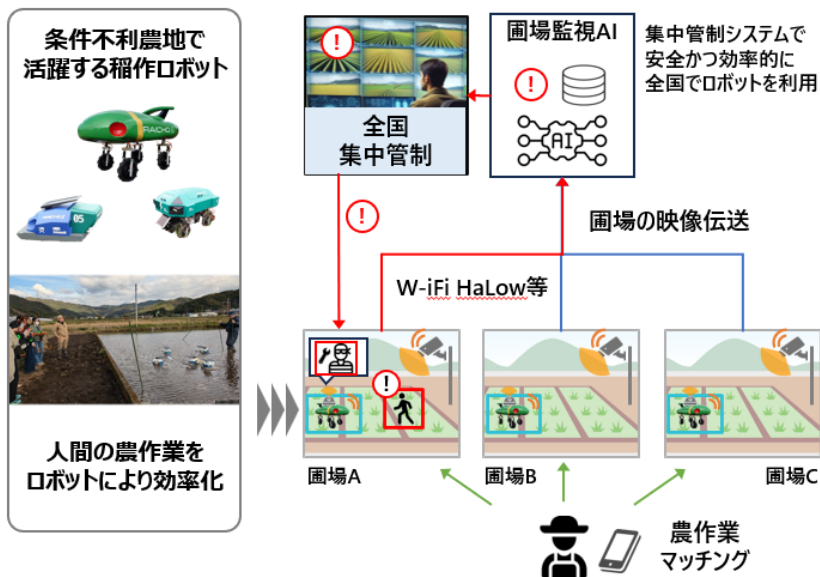 条件不利農地で
活躍する稲作ロボット
RAICHO
05
人間の農作業を
ロボットにより効率化
!
全国
集中管制
圃場監視AI
!
AI
集中管制システムで
安全かつ効率的に
全国でロボットを利用
!
圃場の映像伝送
W-iFi HaLow等
!
圃場A
圃場B
圃場C
農作業
マッチング